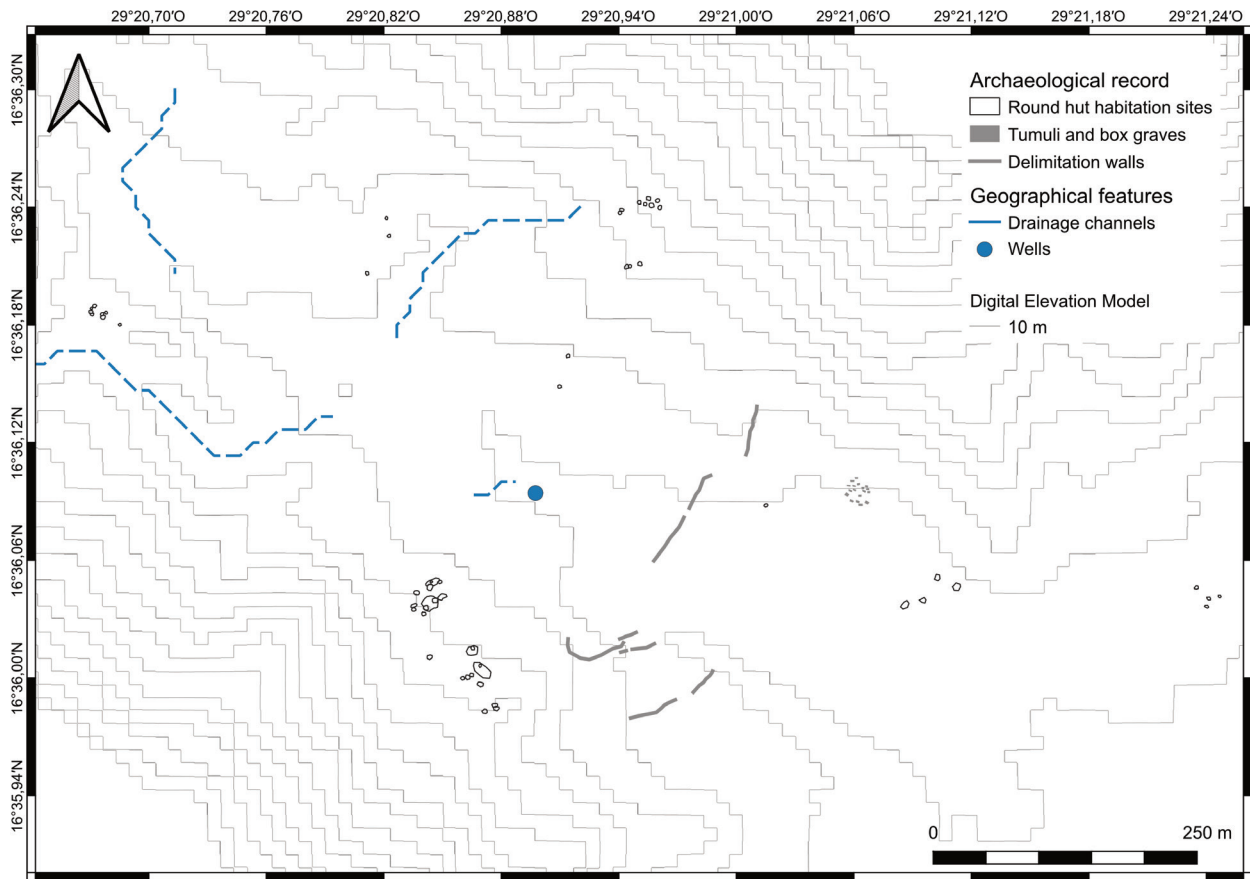 29°20,70'O 29°20,76'O 29°20,82'O 29°20,88'O 29°20,94'O 29°21,00'O 29°21,06'O 29°21,12'O 29°21,18'O 29°21,24'O
16°36,30'N
16°36,24'N
16°36,18'N
16°36,12'N
16°36,06'N
16°36,00'N
16°35,94'N
Archaeological record
Round hut habitation sites
Tumuli and box graves
Delimitation walls
Geographical features
Drainage channels
Wells
Digital Elevation Model
10 m
0 250 m